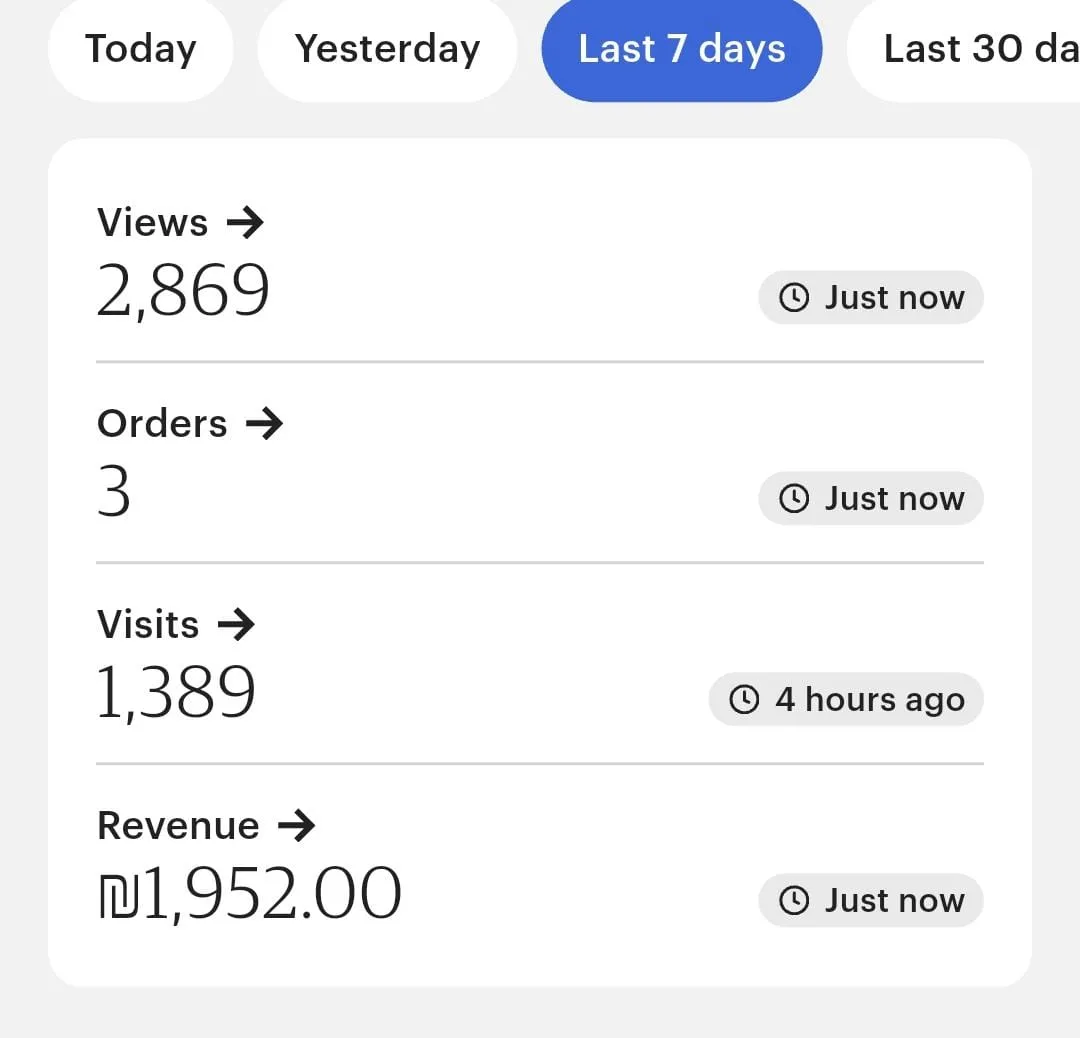 Today Yesterday Last 7 days Last 30 da
Views →
2,869
Just now
Orders →
3
Just now
Visits →
1,389
4 hours ago
Revenue →
₪1,952.00
Just now